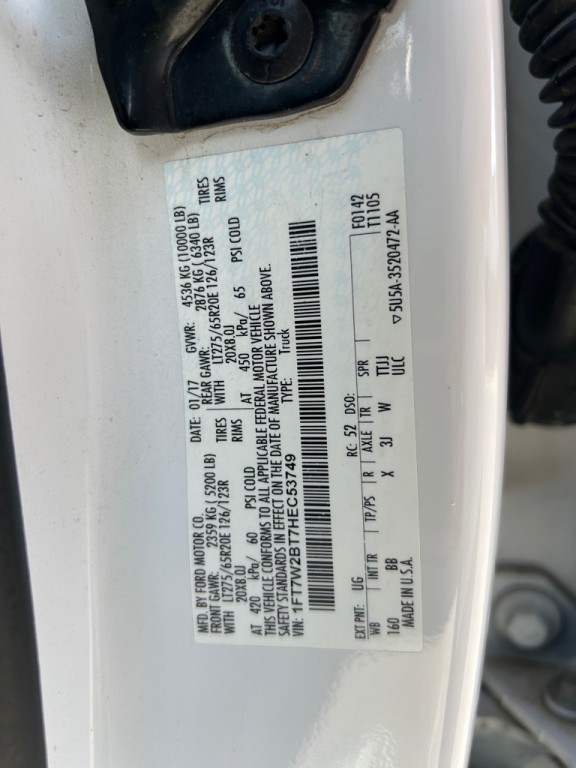 MFD. BY FORD MOTOR CO.
DATE: 01/17 GVWR: 4536 KG (10000 LB)
FRONT GAWR: 2359 KG ( 5200 LB) REAR GAWR: 2876 KG ( 6340 LB)
WITH LT275/65R20E 126/123R TIRES WITH LT275/65R20E 126/123R TIRES
20X8.0J RIMS 20X8.0J RIMS
AT 420 kPa/ 60 PSI COLD AT 450 kPa/ 65 PSI COLD
THIS VEHICLE CONFORMS TO ALL APPLICABLE FEDERAL MOTOR VEHICLE
SAFETY STANDARDS IN EFFECT ON THE DATE OF MANUFACTURE SHOWN ABOVE.
VIN: 1FT7W2BT7HEC53749 TYPE: Truck
F0142
EXT PNT: UG RC: 52 DSO: T1105
WB INT TR TP/PS R AXLE TR SPR
160 BB X 3J W TTJJ
ULC
MADE IN U.S.A. ▽5U5A-3520472-AA